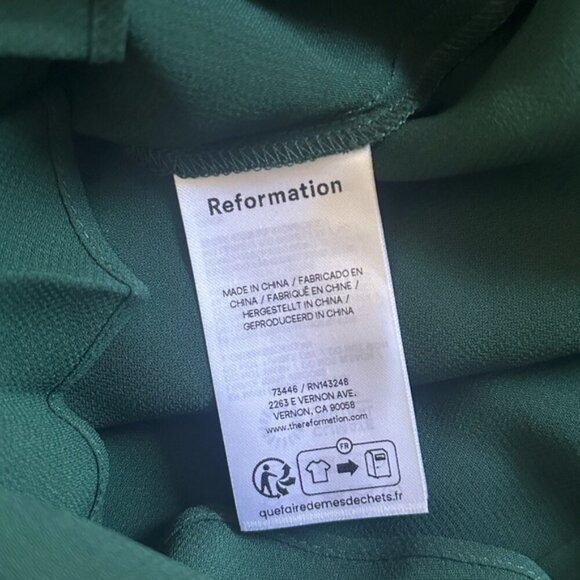 Reformation
MADE IN CHINA / FABRICADO EN
CHINA / FABRIQUÉ EN CHINE /
HERGESTELLT IN CHINA /
GEPRODUCEERD IN CHINA
73446 / RN143248
2263 E VERNON AVE.
VERNON, CA 90058
www.thereformation.com
FR
quefairedemesdechets.fr